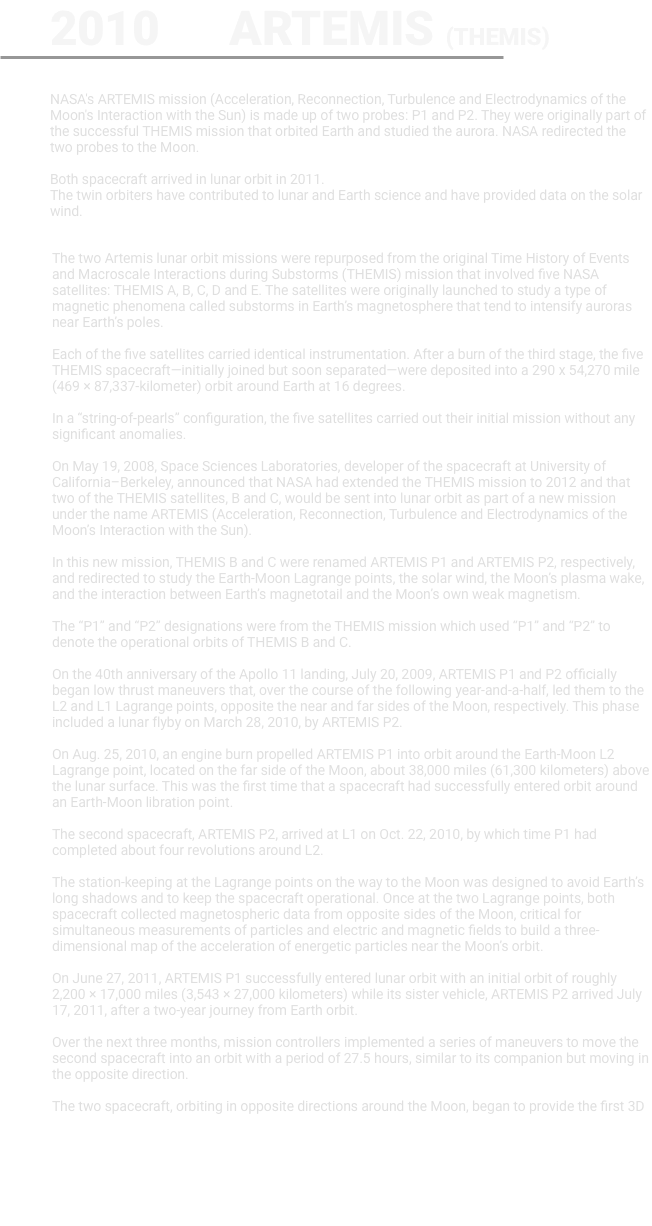 2010 ARTEMIS (THEMIS)
NASA's ARTEMIS mission (Acceleration, Reconnection, Turbulence and Electrodynamics of the
Moon's Interaction with the Sun) is made up of two probes: P1 and P2. They were originally part of
the successful THEMIS mission that orbited Earth and studied the aurora. NASA redirected the
two probes to the Moon.
Both spacecraft arrived in lunar orbit in 2011.
The twin orbiters have contributed to lunar and Earth science and have provided data on the solar
wind.
The two Artemis lunar orbit missions were repurposed from the original Time History of Events
and Macroscale Interactions during Substorms (THEMIS) mission that involved five NASA
satellites: THEMIS A, B, C, D and E. The satellites were originally launched to study a type of
magnetic phenomena called substorms in Earth's magnetosphere that tend to intensify auroras
near Earth's poles.
Each of the five satellites carried identical instrumentation. After a burn of the third stage, the five
THEMIS spacecraft—initially joined but soon separated—were deposited into a 290 x 54,270 mile
(469 × 87,337-kilometer) orbit around Earth at 16 degrees.
In a “string-of-pearls” configuration, the five satellites carried out their initial mission without any
significant anomalies.
On May 19, 2008, Space Sciences Laboratories, developer of the spacecraft at University of
California–Berkeley, announced that NASA had extended the THEMIS mission to 2012 and that
two of the THEMIS satellites, B and C, would be sent into lunar orbit as part of a new mission
under the name ARTEMIS (Acceleration, Reconnection, Turbulence and Electrodynamics of the
Moon's Interaction with the Sun).
In this new mission, THEMIS B and C were renamed ARTEMIS P1 and ARTEMIS P2, respectively,
and redirected to study the Earth-Moon Lagrange points, the solar wind, the Moon's plasma wake,
and the interaction between Earth's magnetotail and the Moon's own weak magnetism.
The “P1” and “P2” designations were from the THEMIS mission which used “P1” and “P2” to
denote the operational orbits of THEMIS B and C.
On the 40th anniversary of the Apollo 11 landing, July 20, 2009, ARTEMIS P1 and P2 officially
began low thrust maneuvers that, over the course of the following year-and-a-half, led them to the
L2 and L1 Lagrange points, opposite the near and far sides of the Moon, respectively. This phase
included a lunar flyby on March 28, 2010, by ARTEMIS P2.
On Aug. 25, 2010, an engine burn propelled ARTEMIS P1 into orbit around the Earth-Moon L2
Lagrange point, located on the far side of the Moon, about 38,000 miles (61,300 kilometers) above
the lunar surface. This was the first time that a spacecraft had successfully entered orbit around
an Earth-Moon libration point.
The second spacecraft, ARTEMIS P2, arrived at L1 on Oct. 22, 2010, by which time P1 had
completed about four revolutions around L2.
The station-keeping at the Lagrange points on the way to the Moon was designed to avoid Earth's
long shadows and to keep the spacecraft operational. Once at the two Lagrange points, both
spacecraft collected magnetospheric data from opposite sides of the Moon, critical for
simultaneous measurements of particles and electric and magnetic fields to build a three-
dimensional map of the acceleration of energetic particles near the Moon's orbit.
On June 27, 2011, ARTEMIS P1 successfully entered lunar orbit with an initial orbit of roughly
2,200 × 17,000 miles (3,543 × 27,000 kilometers) while its sister vehicle, ARTEMIS P2 arrived July
17, 2011, after a two-year journey from Earth orbit.
Over the next three months, mission controllers implemented a series of maneuvers to move the
second spacecraft into an orbit with a period of 27.5 hours, similar to its companion but moving in
the opposite direction.
The two spacecraft, orbiting in opposite directions around the Moon, began to provide the first 3D